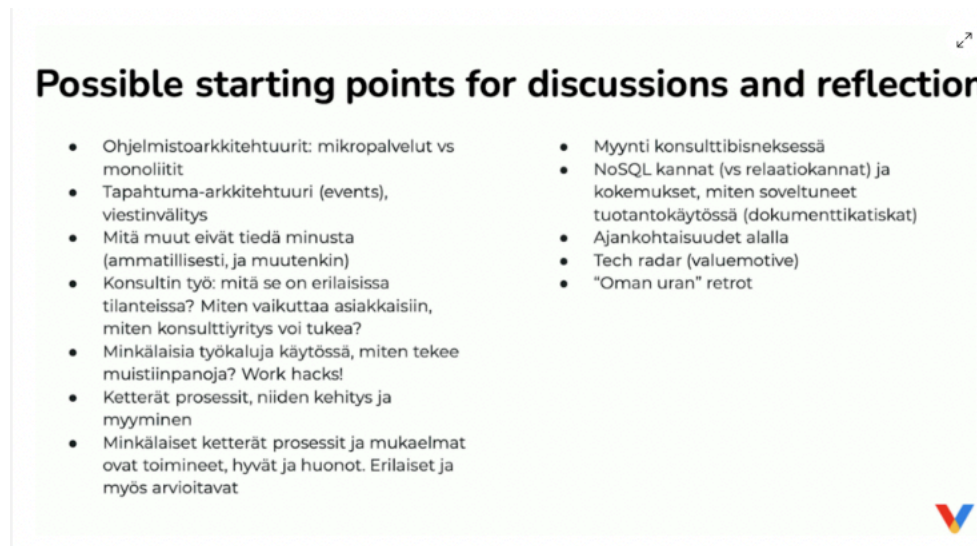 Possible starting points for discussions and reflection
• Ohjelmistoarkkitehtuurit: mikropalvelut vs
monoliitit
• Tapahtuma-arkkitehtuuri (events),
viestinvälitys
• Mitä muut eivät tiedä minusta
(ammatillisesti, ja muutenkin)
• Konsultin työ: mitä se on erilaisissa
tilanteissa? Miten vaikuttaa asiakkaisiin,
miten konsulttiyritys voi tukea?
• Minkälaisia työkaluja käytössä, miten tekee
muistiinpanoja? Work hacks!
• Ketterät prosessit, niiden kehitys ja
myyminen
• Minkälaiset ketterät prosessit ja mukaelmat
ovat toimineet, hyvät ja huonot. Erilaiset ja
myös arvioitavat
• Myynti konsulttibisneksessä
• NoSQL kannat (vs relaatiokannat) ja
kokemukset, miten soveltuneet
tuotantokäytössä (dokumenttikatiskat)
• Ajankohtaisuudet alalla
• Tech radar (valuemotive)
• “Oman uran” retrot